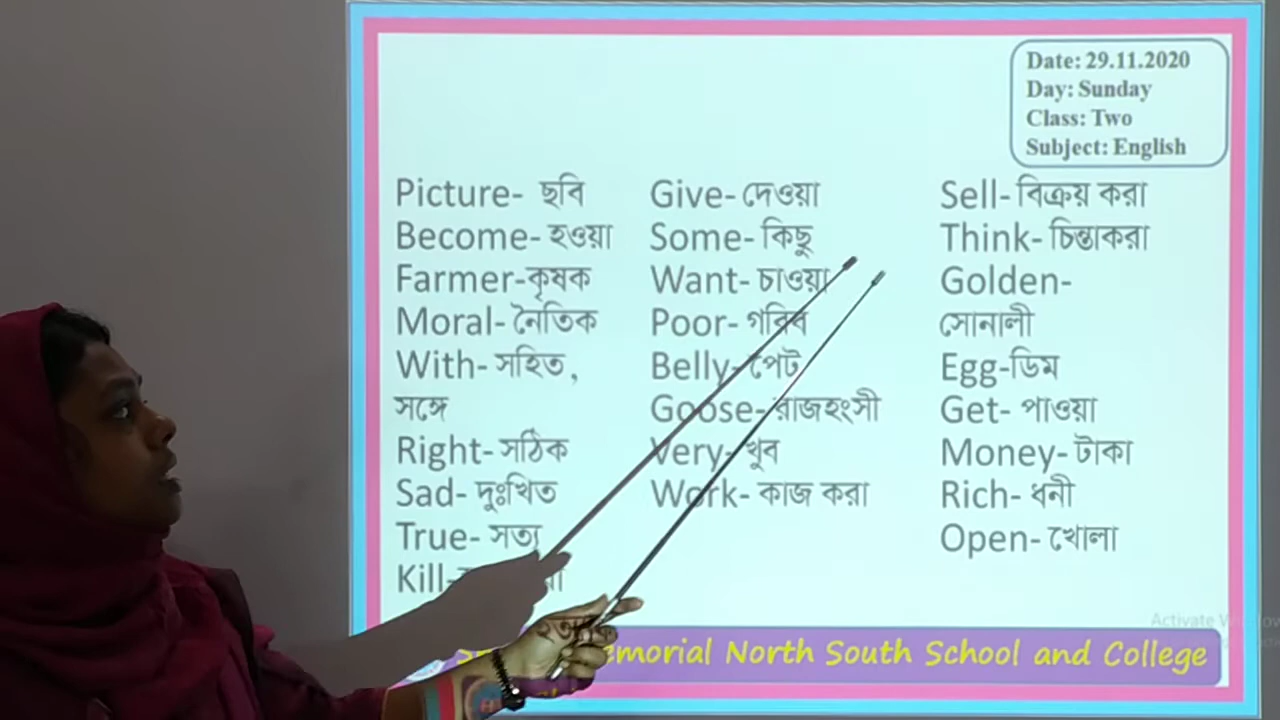 Date: 29.11.2020
Day: Sunday
Class: Two
Subject: English
Picture- ছবি
Become- হওয়া
Farmer-কৃষক
Moral- নৈতিক
With- সহিত,
সঙ্গে
Right- সঠিক
Sad- দুঃখিত
True- সত্য
Kill-
Give- দেওয়া
Some- কিছু
Want- চাওয়া
Poor- গরিব
Belly- পেট
Goose- রাজহংসী
Very- খুব
Work- কাজ করা
Sell- বিক্রয় করা
Think- চিন্তাকরা
Golden-
সোনালী
Egg-ডিম
Get- পাওয়া
Money- টাকা
Rich- ধনী
Open- খোলা
North South School and College
Activate